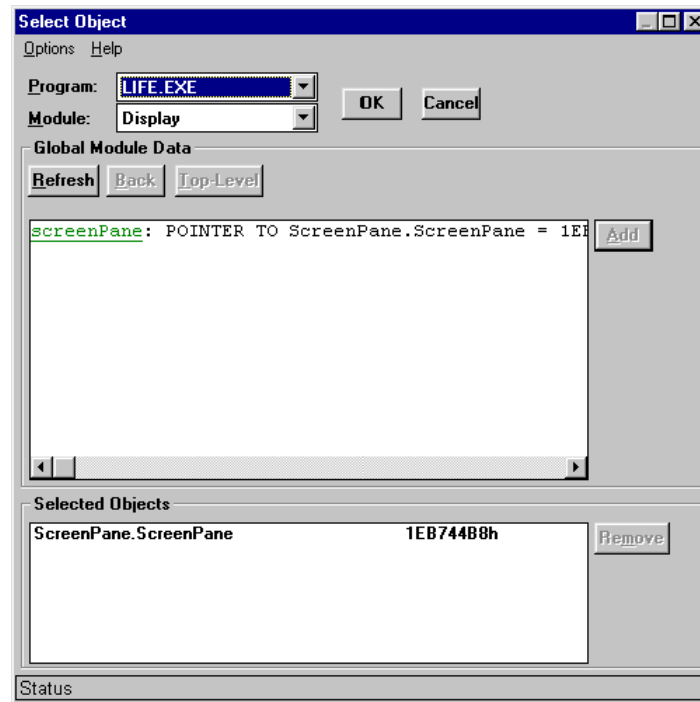 Select Object
Options Help
Program: LIFE.EXE
OK Cancel
Module: Display
Global Module Data
Refresh Back Top-Level
screenPane: POINTER TO ScreenPane.ScreenPane =
Add
Selected Objects
ScreenPane.ScreenPane 1EB744B8h
Remove
Status